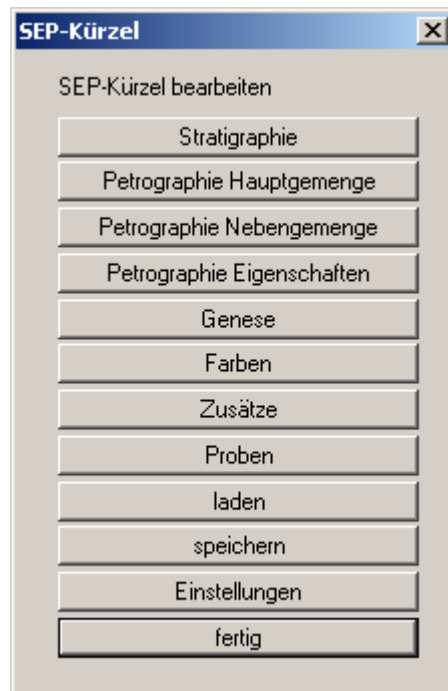 SEP-Kürzel
SEP-Kürzel bearbeiten
Stratigraphie
Petrographie Hauptgemenge
Petrographie Nebengemenge
Petrographie Eigenschaften
Genese
Farben
Zusätze
Proben
laden
speichern
Einstellungen
fertig